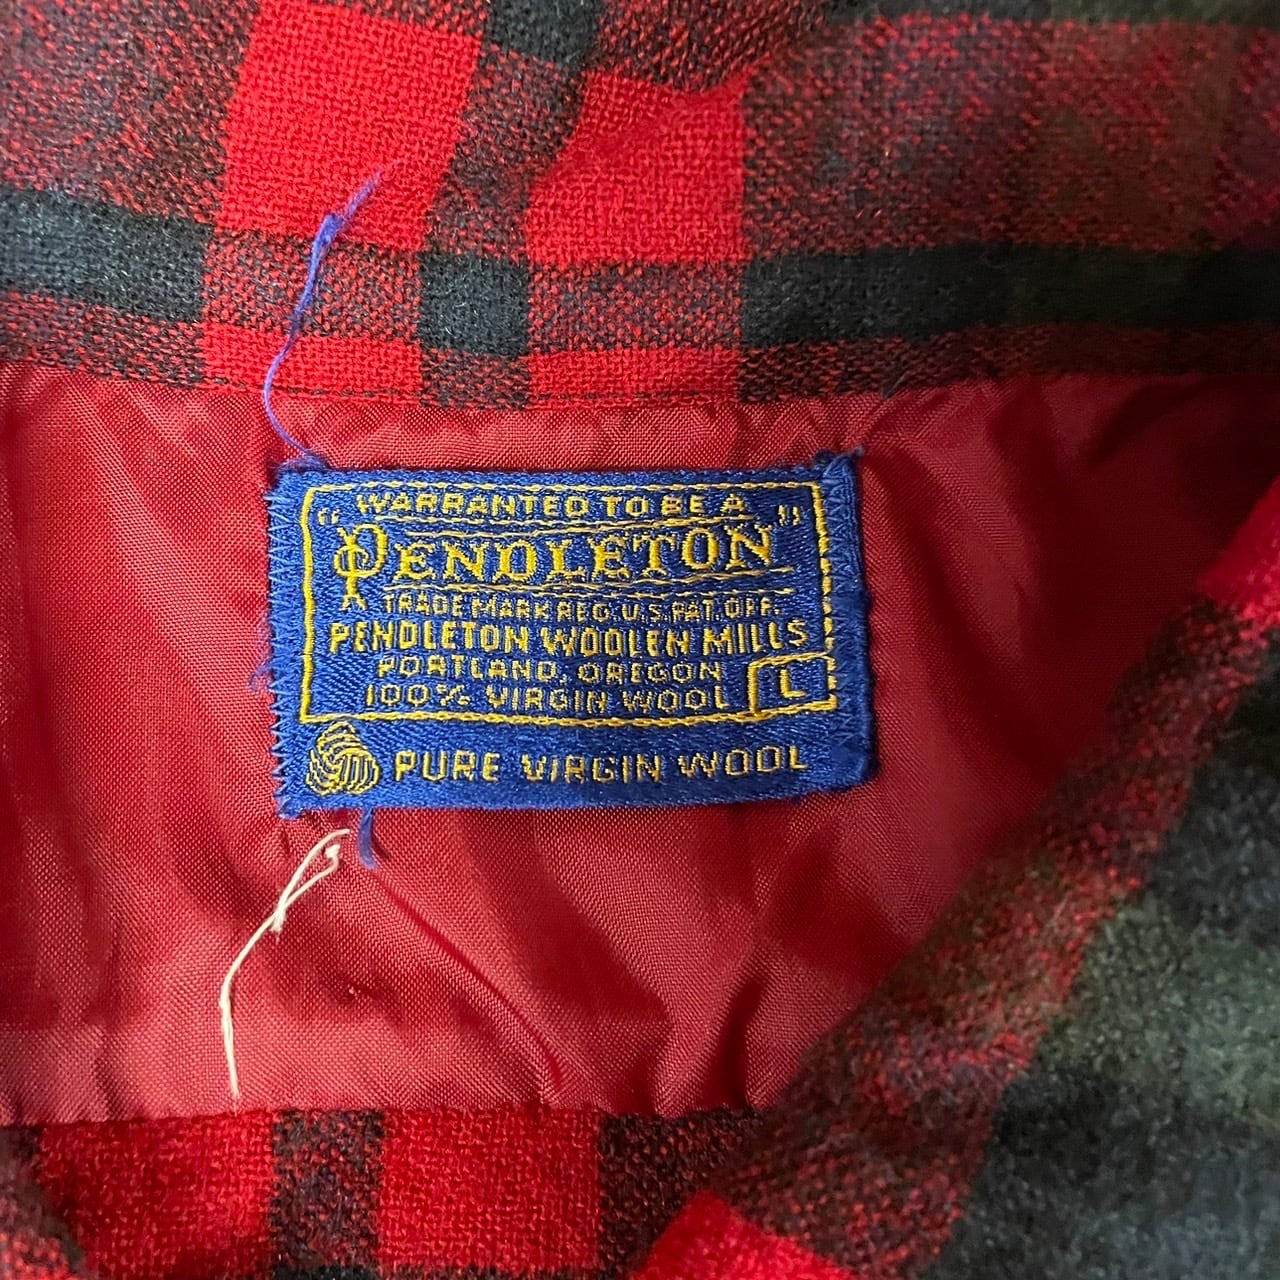 WARRANTED TO BE A
"PENDLETON"
TRADE MARK REG. U.S. PAT. OFF.
PENDLETON WOOLEN MILLS
PORTLAND, OREGON
100% VIRGIN WOOL L
PURE VIRGIN WOOL